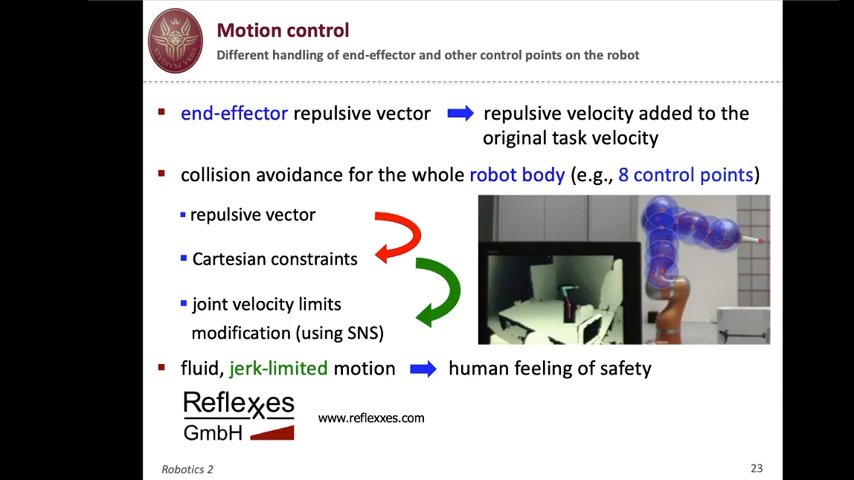 Motion control
Different handling of end-effector and other control points on the robot
end-effector repulsive vector repulsive velocity added to the
original task velocity
collision avoidance for the whole robot body (e.g., 8 control points)
repulsive vector
Cartesian constraints
joint velocity limits
modification (using SNS)
fluid, jerk-limited motion human feeling of safety
Reflexxes
GmbH
www.reflexxes.com
Robotics 2
23